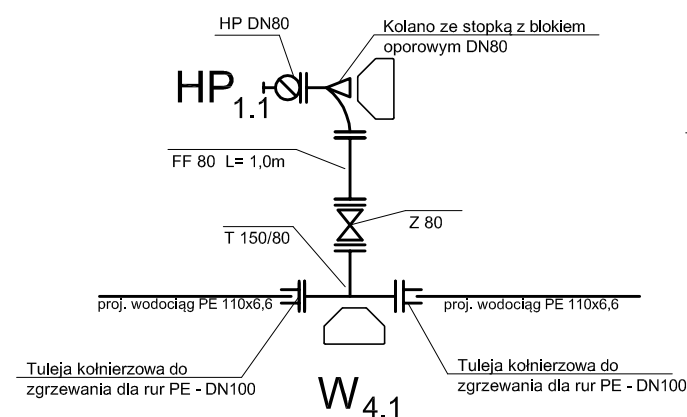 HP DN80
Kolano ze stopką z blokiem
oporowym DN80
HP1.1
FF 80 L= 1,0m
Z 80
T 150/80
proj. wodociąg PE 110x6,6
proj. wodociąg PE 110x6,6
Tuleja kołnierzowa do
zgrzewania dla rur PE - DN100
Tuleja kołnierzowa do
zgrzewania dla rur PE - DN100
W4.1